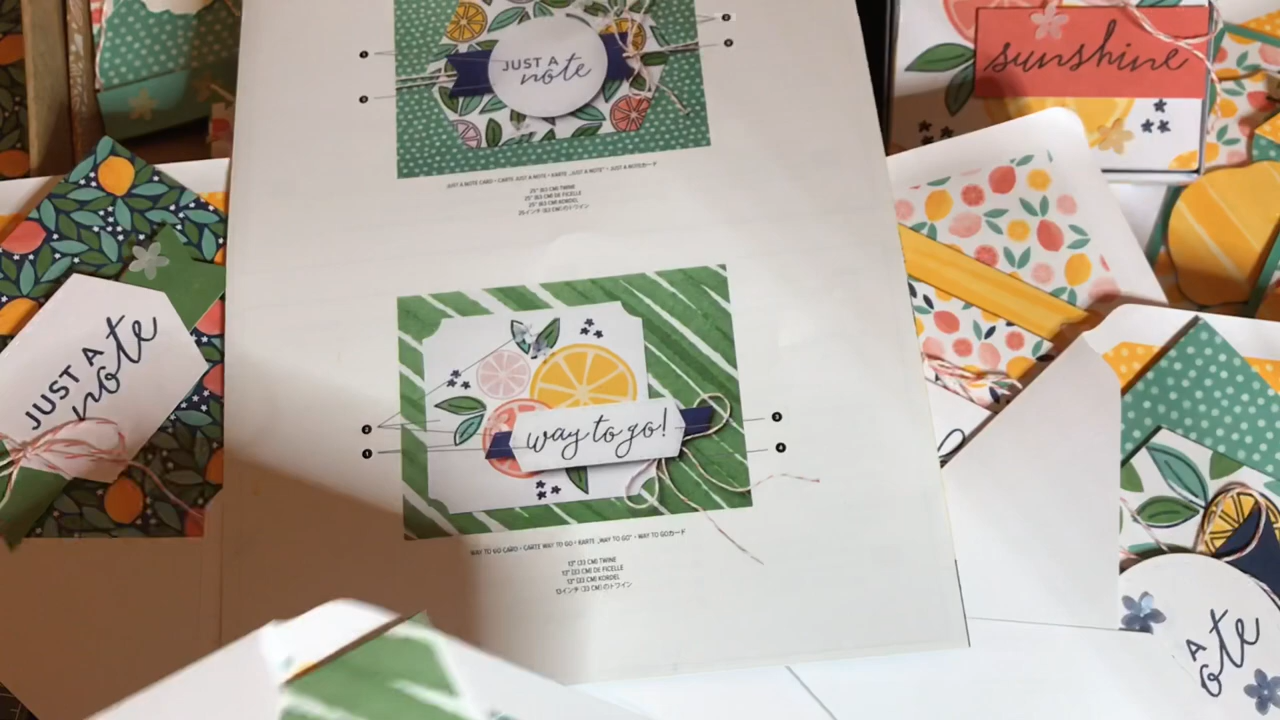 sunshine
JUST A
note
JUST A NOTE CARD • CARTE JUST A NOTE • KARTE „JUST A NOTE" • JUST A NOTEカード
25" (63 CM) TWINE
25" (63 CM) DE FICELLE
25" (63 CM) KORDEL
25インチ (63 CM) のトワイン
JUST A
note
way to go!
WAY TO GO CARD • CARTE WAY TO GO • KARTE „WAY TO GO" • WAY TO GOカード
13" (33 CM) TWINE
13" (33 CM) DE FICELLE
13" (33 CM) KORDEL
13インチ (33 CM) のトワイン
A
ote